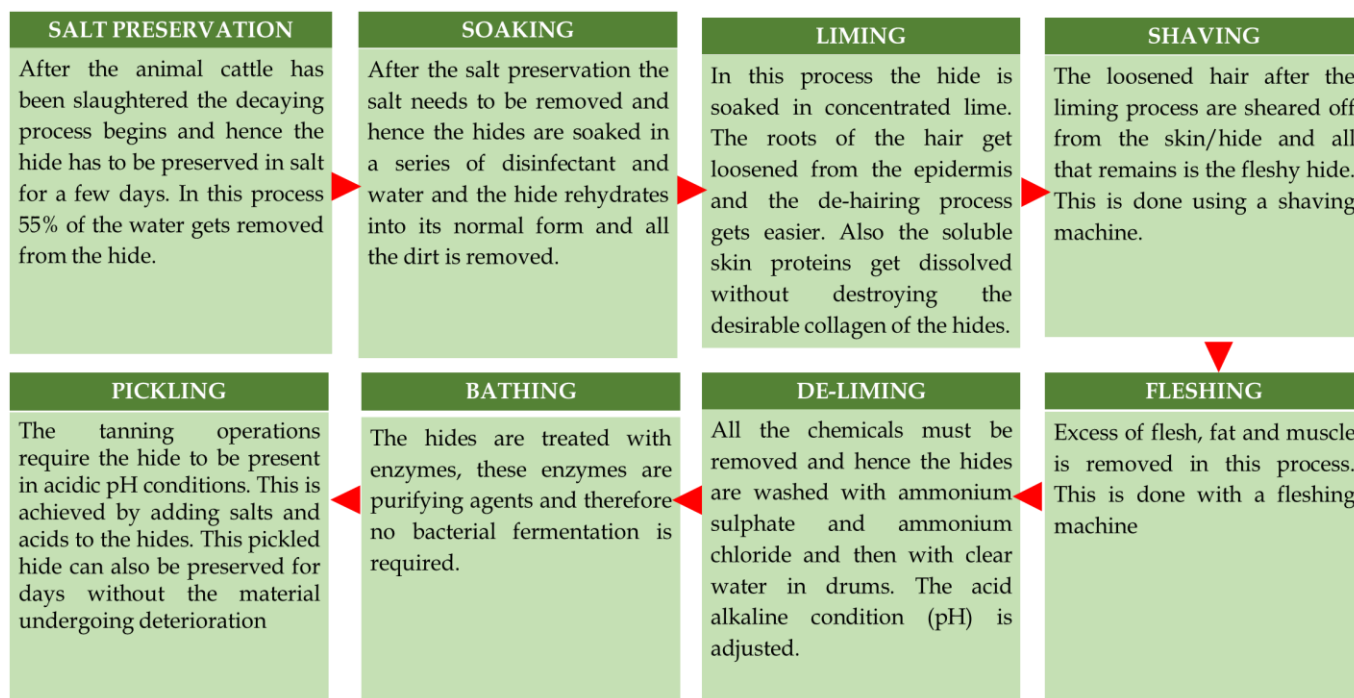 SALT PRESERVATION
After the animal cattle has
been slaughtered the decaying
process begins and hence the
hide has to be preserved in salt
for a few days. In this process
55% of the water gets removed
from the hide.
SOAKING
After the salt preservation the
salt needs to be removed and
hence the hides are soaked in
a series of disinfectant and
water and the hide rehydrates
into its normal form and all
the dirt is removed.
LIMING
In this process the hide is
soaked in concentrated lime.
The roots of the hair get
loosened from the epidermis
and the de-hairing process
gets easier. Also the soluble
skin proteins get dissolved
without destroying the
desirable collagen of the hides.
SHAVING
The loosened hair after the
liming process are sheared off
from the skin/hide and all
that remains is the fleshy hide.
This is done using a shaving
machine.
FLESHING
Excess of flesh, fat and muscle
is removed in this process.
This is done with a fleshing
machine
DE-LIMING
All the chemicals must be
removed and hence the hides
are washed with ammonium
sulphate and ammonium
chloride and then with clear
water in drums. The acid
alkaline condition (pH) is
adjusted.
BATHING
The hides are treated with
enzymes, these enzymes are
purifying agents and therefore
no bacterial fermentation is
required.
PICKLING
The tanning operations
require the hide to be present
in acidic pH conditions. This is
achieved by adding salts and
acids to the hides. This pickled
hide can also be preserved for
days without the material
undergoing deterioration